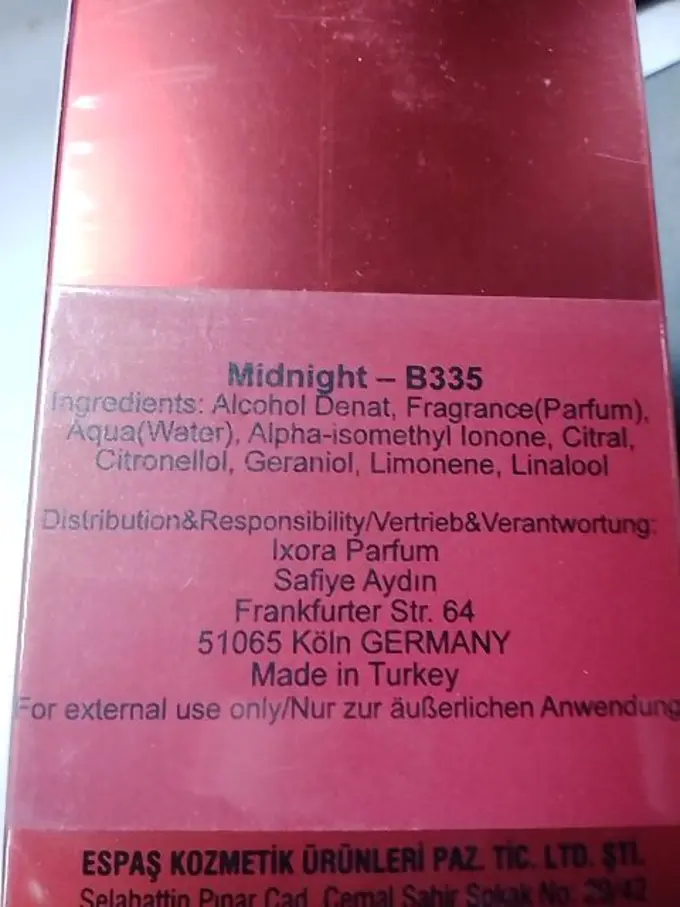 Midnight – B335
Ingredients: Alcohol Denat, Fragrance(Parfum),
Aqua(Water), Alpha-isomethyl Ionone, Citral,
Citronellol, Geraniol, Limonene, Linalool
Distribution&Responsibility/Vertrieb&Verantwortung:
Ixora Parfum
Safiye Aydın
Frankfurter Str. 64
51065 Köln GERMANY
Made in Turkey
For external use only/Nur zur äußerlichen Anwendung
ESPAŞ KOZMETİK ÜRÜNLERİ PAZ. TİC. LTD. ŞTİ.
Selahattin Pınar Cad. Cemal Sahir Sokak No: 29/42